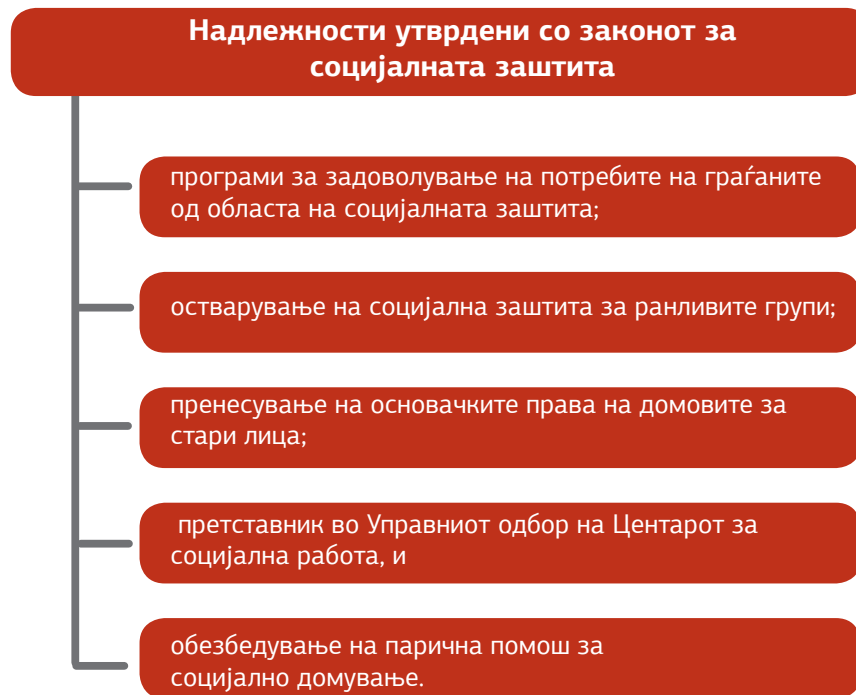 Надлежности утврдени со законот за
социјалната заштита
програми за задоволување на потребите на граѓаните
од областа на социјалната заштита;
остварување на социјална заштита за ранливите групи;
пренесување на основачките права на домовите за
стари лица;
претставник во Управниот одбор на Центарот за
социјална работа, и
обезбедување на парична помош за
социјално домување.